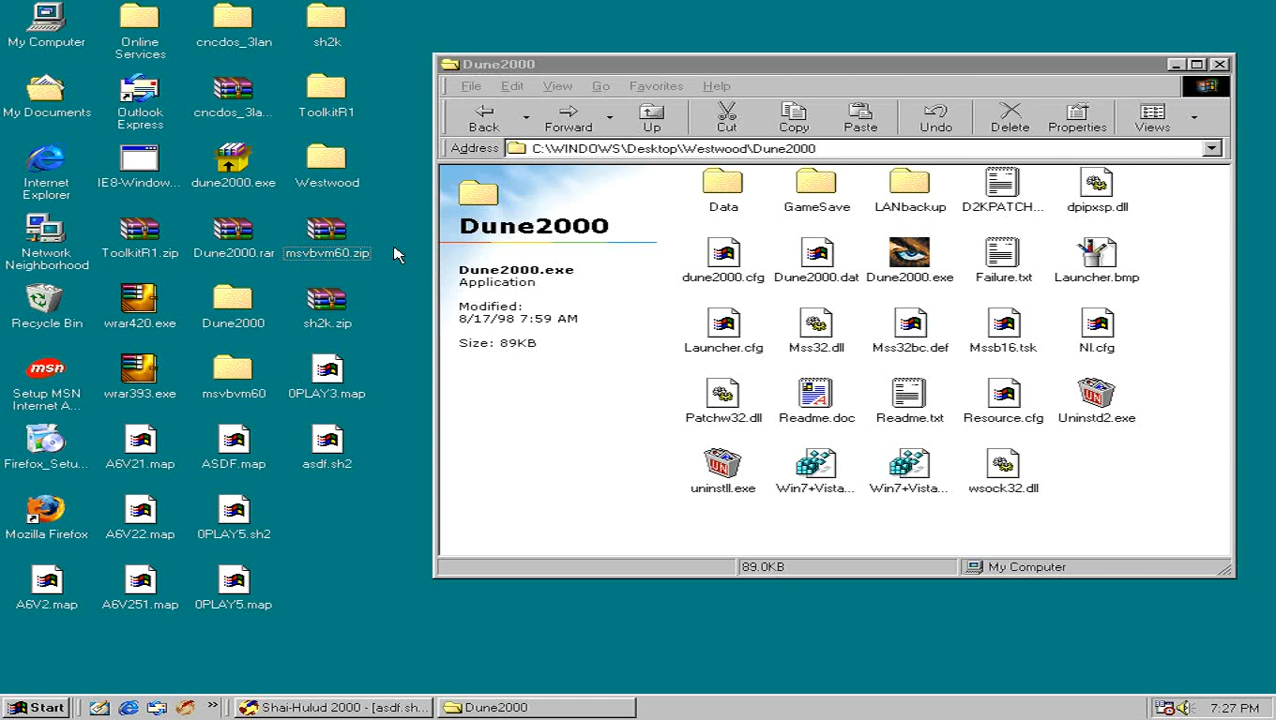 My Computer
Online
Services
cncdos_3lan
sh2k
My Documents
Outlook
Express
cncdos_3la...
ToolkitR1
Internet
Explorer
IE8-Window...
dune2000.exe
Westwood
Network
Neighborhood
ToolkitR1.zip
Dune2000.rar
msvbvm60.zip
Recycle Bin
wrar420.exe
Dune2000
sh2k.zip
msn
Setup MSN
Internet A...
wrar393.exe
msvbvm60
0PLAY3.map
Firefox_Setu...
A6V21.map
ASDF.map
asdf.sh2
Mozilla Firefox
A6V22.map
0PLAY5.sh2
A6V2.map
A6V251.map
0PLAY5.map
Dune2000
File Edit View Go Favorites Help
Back Forward Up Cut Copy Paste Undo Delete Properties Views
Address C:\WINDOWS\Desktop\Westwood\Dune2000
Dune2000
Dune2000.exe
Application
Modified:
8/17/98 7:59 AM
Size: 89KB
Data GameSave LANbackup D2KPATCH... dpipxsp.dll
dune2000.cfg Dune2000.dat Dune2000.exe Failure.txt Launcher.bmp
Launcher.cfg Mss32.dll Mss32bc.def Mssb16.tsk Nl.cfg
UN
Patchw32.dll Readme.doc Readme.txt Resource.cfg Uninstd2.exe
UN
uninstll.exe Win7+Vista... Win7+Vista... wsock32.dll
89.0KB My Computer
Start » Shai-Hulud 2000 - [asdf.sh... Dune2000 7:27 PM